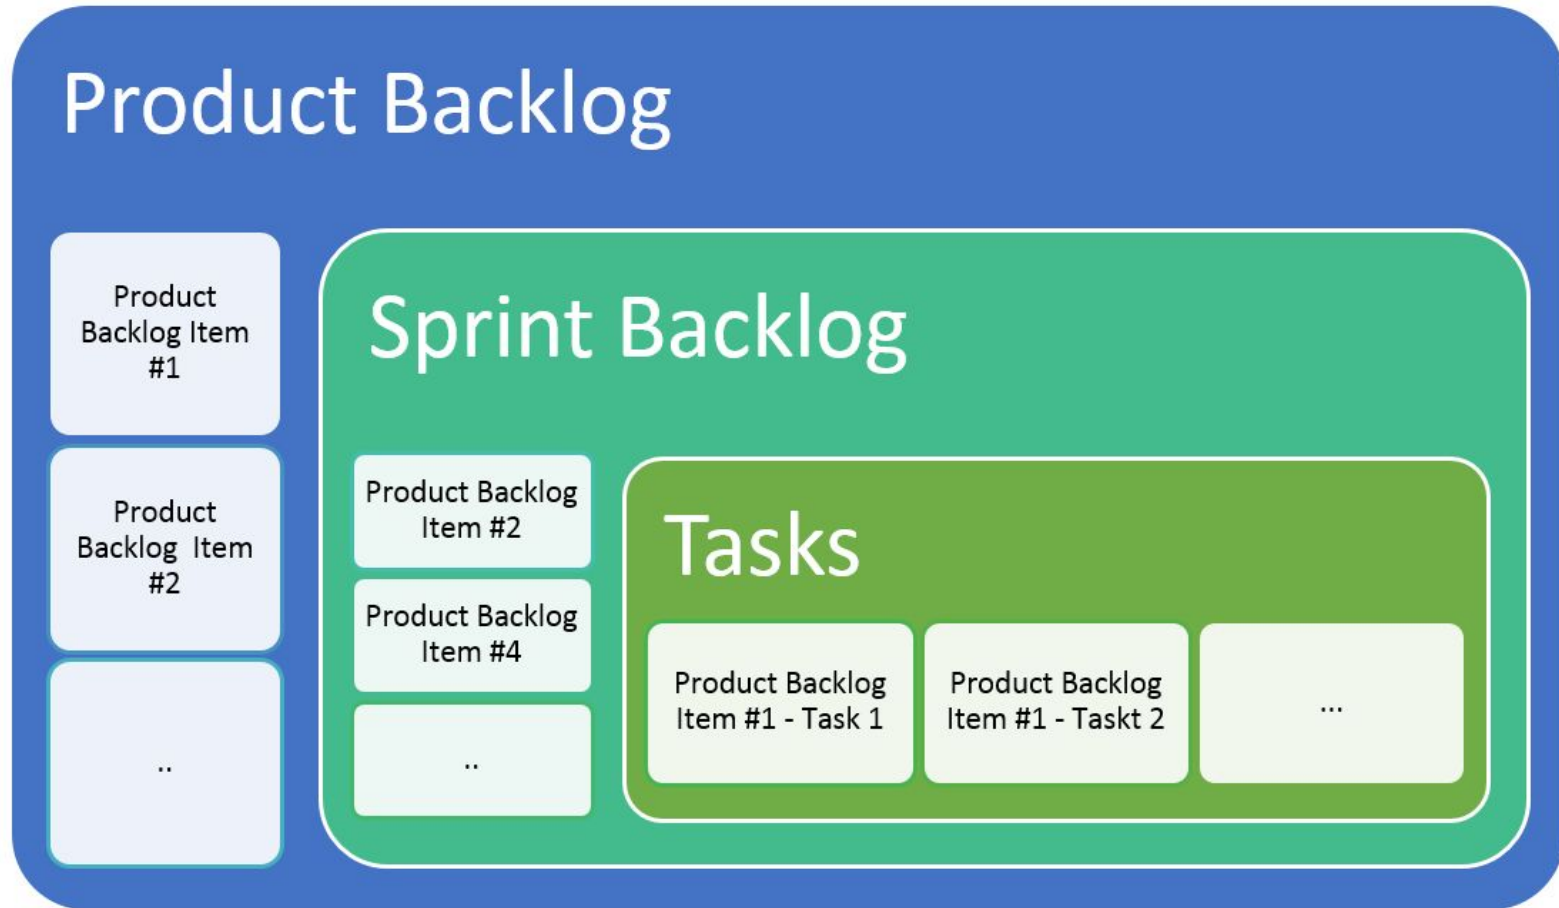 Product Backlog
Product
Backlog Item
#1
Product
Backlog  Item
#2
..
Sprint Backlog
Product Backlog
Item #2
Product Backlog
Item #4
..
Tasks
Product Backlog
Item #1 - Task 1
Product Backlog
Item #1 - Taskt 2
...